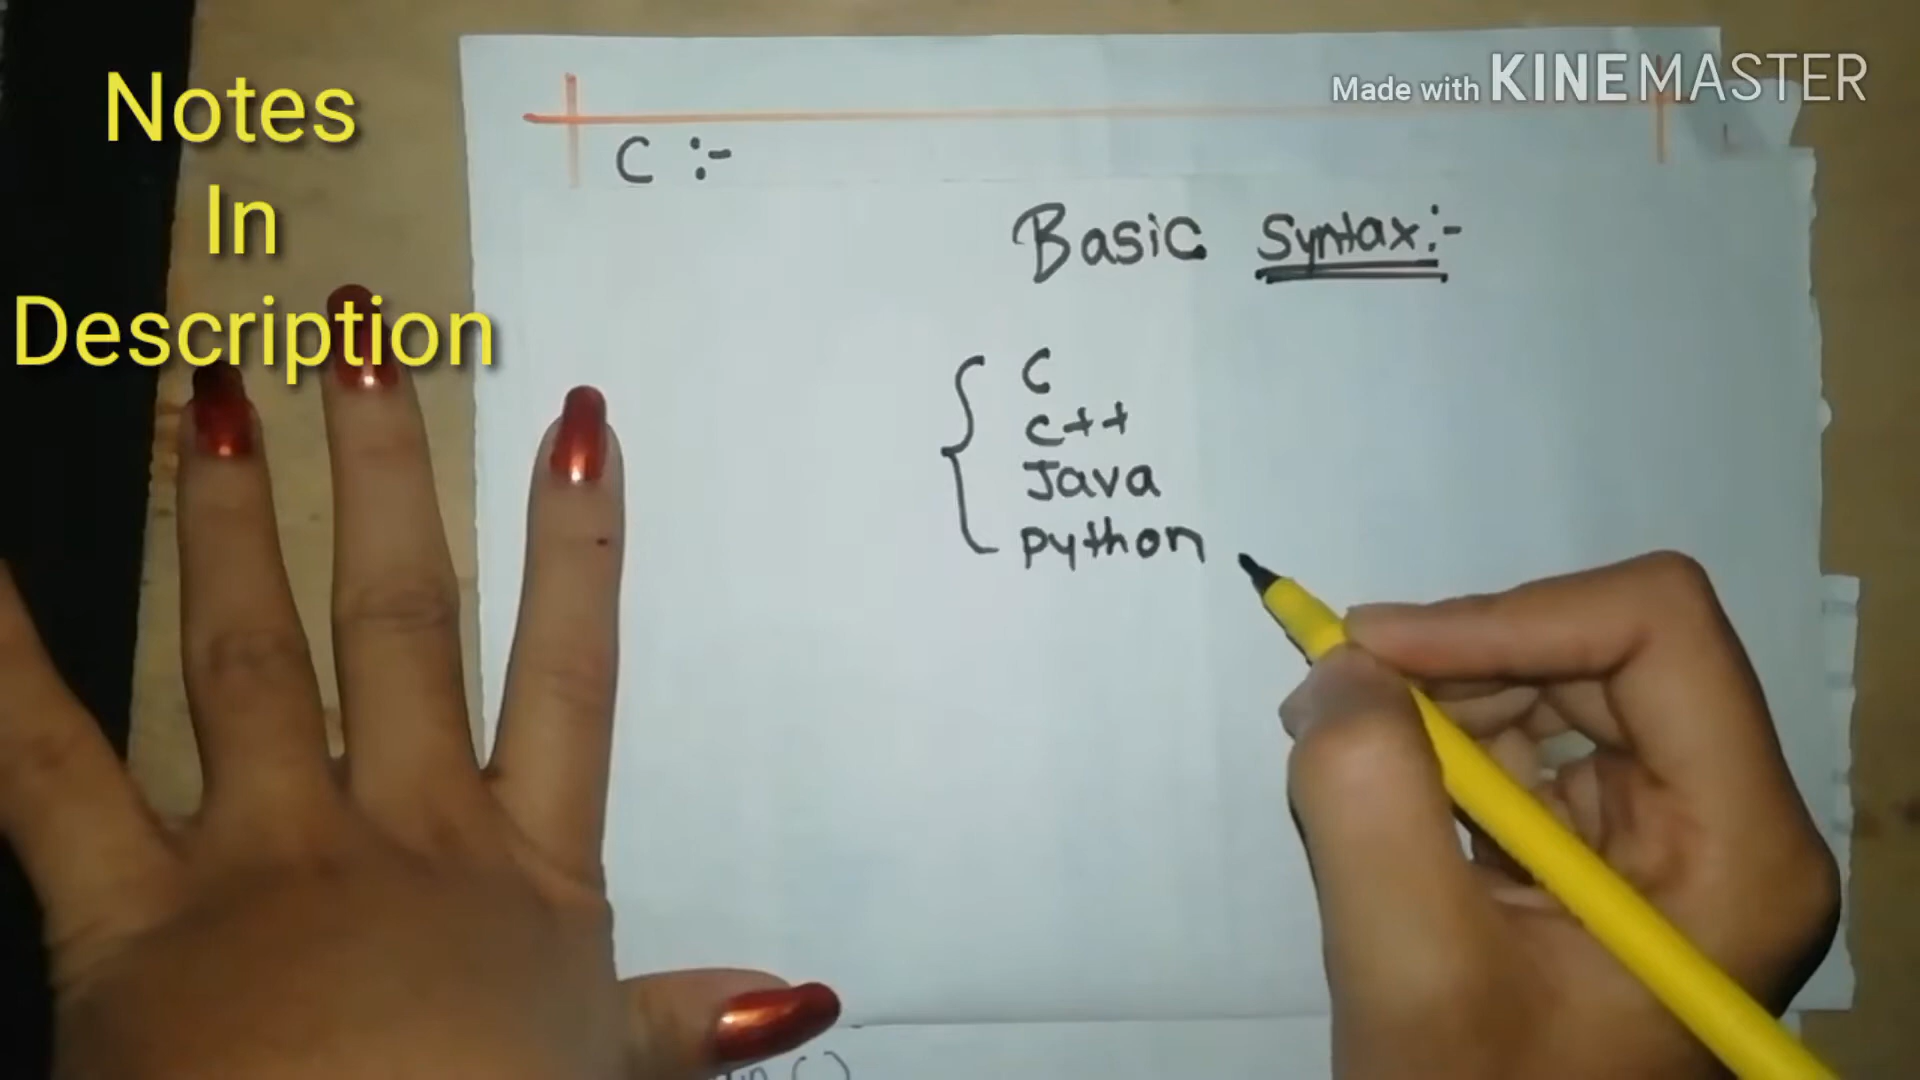 Notes
In
Description
Made with KINEMASTER
C :-
Basic Syntax:-
C
C++
Java
python